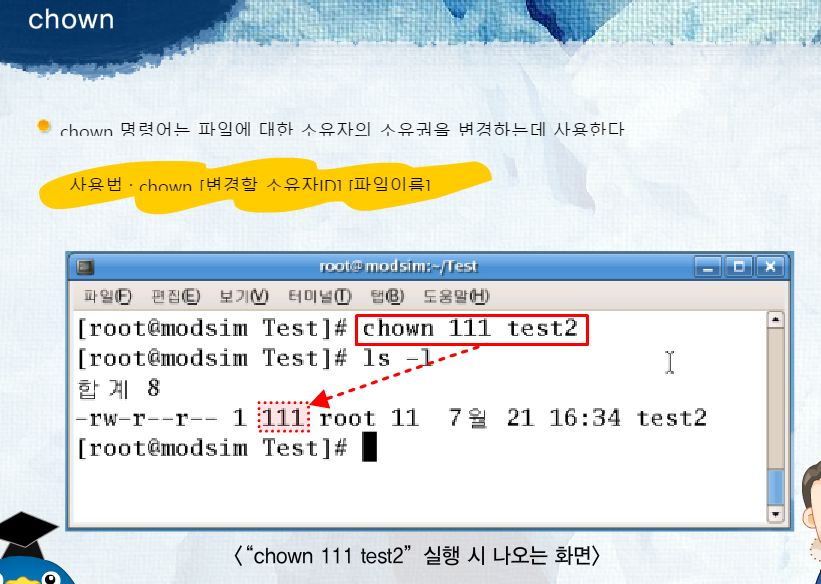 chown
chown 명령어는 파일에 대한 소유자의 소유권을 변경하는데 사용한다
사용법 : chown [변경할 소유자ID] [파일이름]
root@modsim:~/Test
파일(F) 편집(E) 보기(V) 터미널(T) 탭(B) 도움말(H)
[root@modsim Test]# chown 111 test2
[root@modsim Test]# ls -l
합계 8
-rw-r--r-- 1 111 root 11 7월 21 16:34 test2
[root@modsim Test]#
〈“chown 111 test2” 실행 시 나오는 화면〉